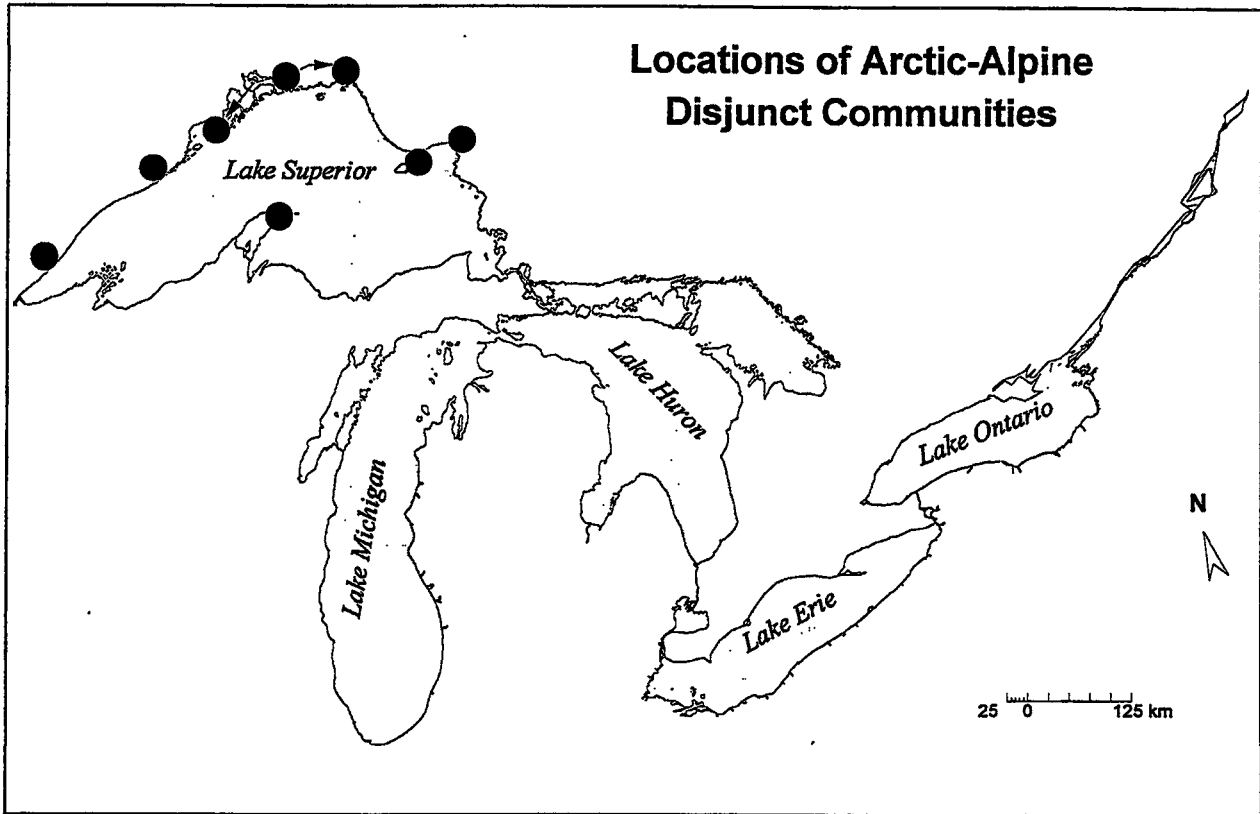 Locations of Arctic-Alpine
Disjunct Communities
Lake Superior
Lake Huron
Lake Ontario
Lake Michigan
N
Lake Erie
25 0 125 km